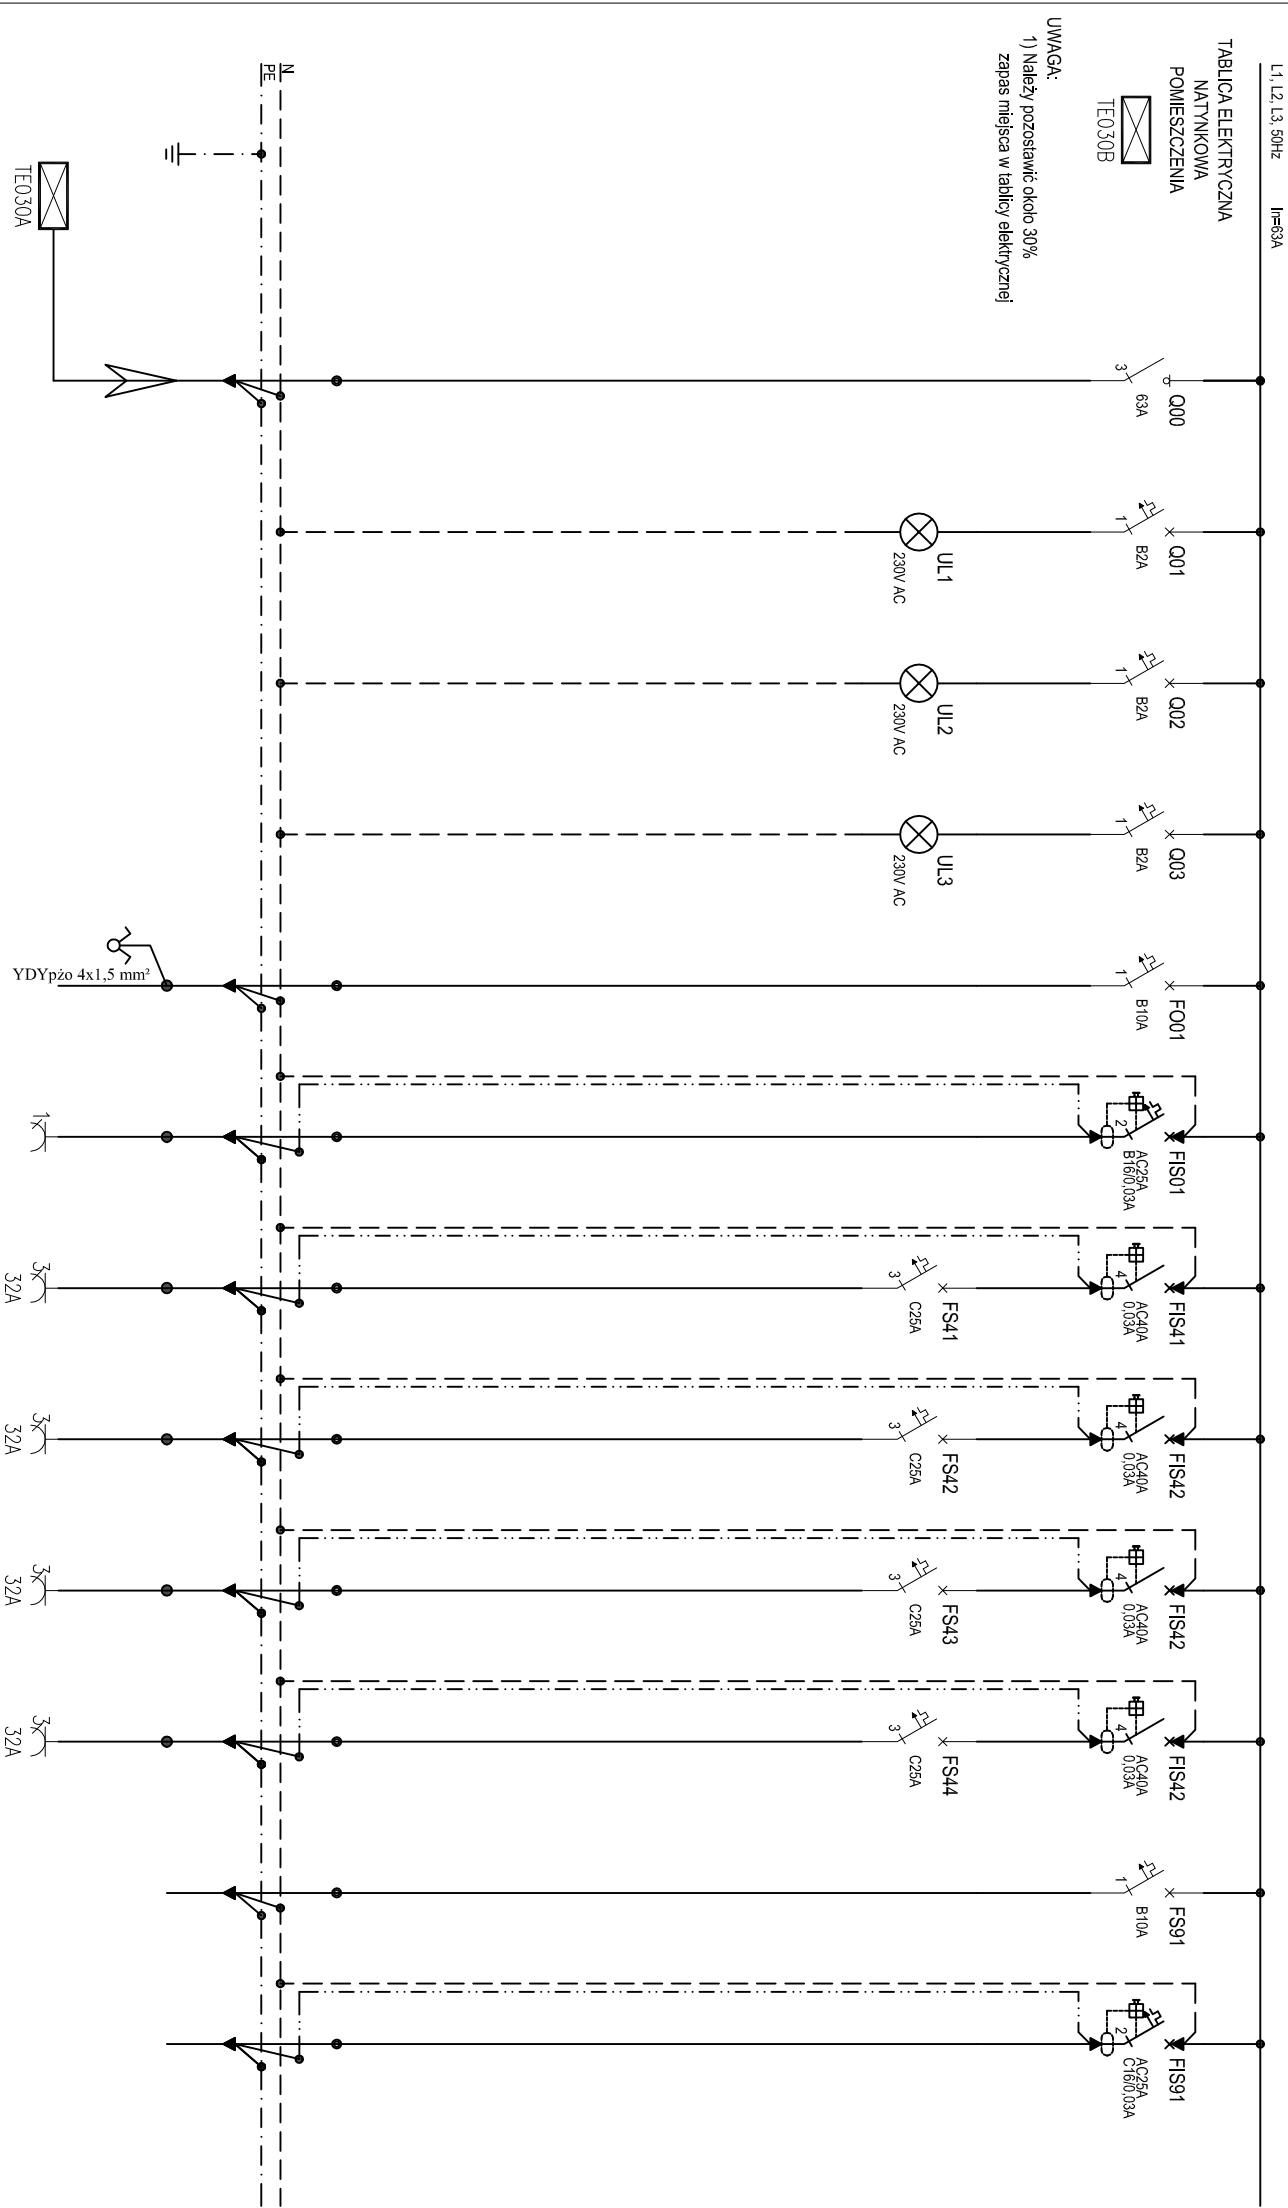 L1, L2, L3, 50Hz In=63A
TABLICA ELEKTRYCZNA
NATYNKOWA
POMIESZCZENIA
TE030B
UWAGA:
1) Należy pozostawić około 30%
zapas miejsca w tablicy elektrycznej
N
PE
TE030A
Q00
3
63A
Q01
1
B2A
UL1
230V AC
Q02
1
B2A
UL2
230V AC
Q03
1
B2A
UL3
230V AC
FO01
1
B10A
YDYpżo 4x1,5 mm²
FIS01
2
AC25A
B16/0,03A
1
FIS41
4
AC40A
0,03A
FS41
3
C25A
3
32A
FIS42
4
AC40A
0,03A
FS42
3
C25A
3
32A
FIS42
4
AC40A
0,03A
FS43
3
C25A
3
32A
FIS42
4
AC40A
0,03A
FS44
3
C25A
3
32A
FS91
1
B10A
FIS91
2
AC25A
C16/0,03A